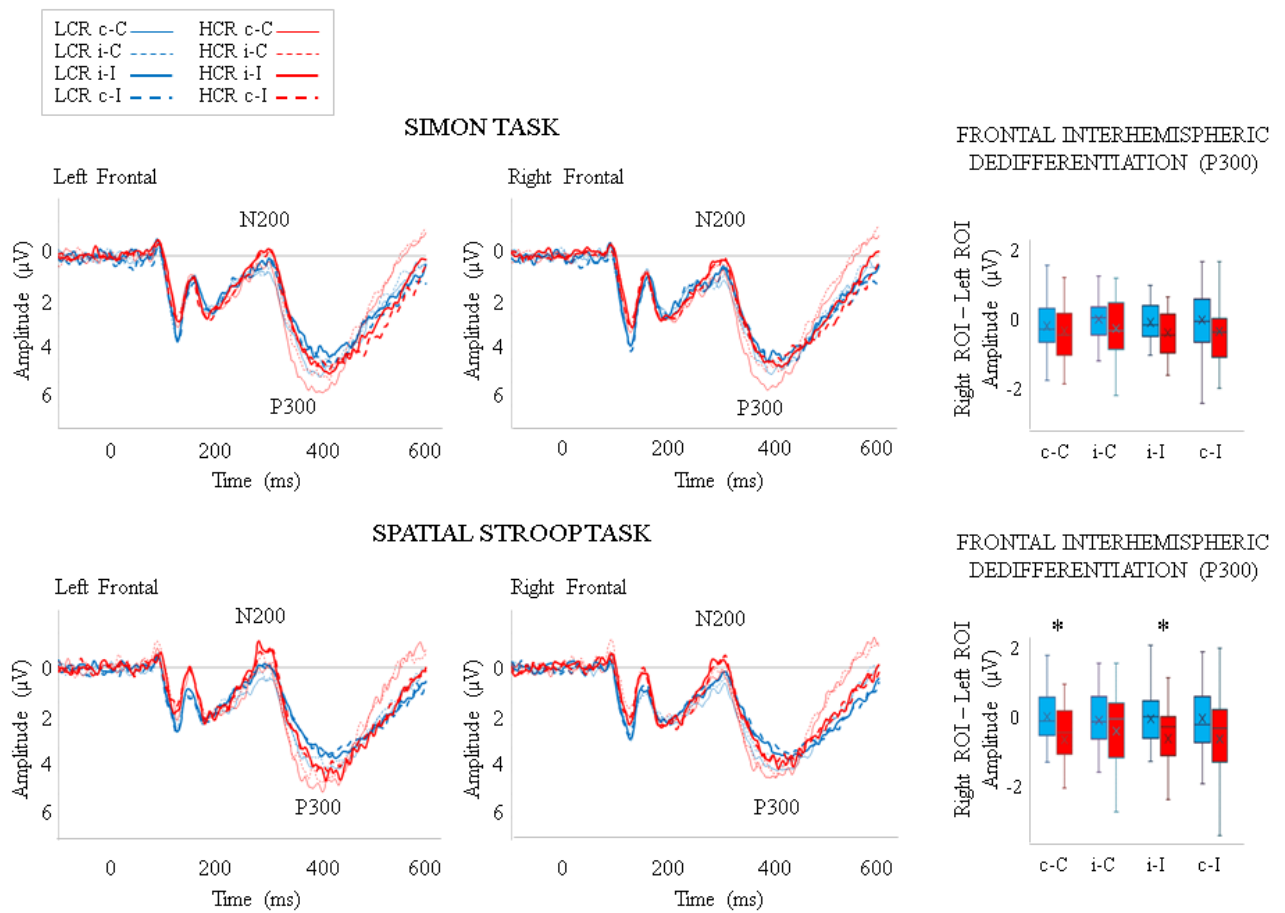 LCR c-C HCR c-C
LCR i-C HCR i-C
LCR i-I HCR i-I
LCR c-I HCR c-I
SIMON TASK
Left Frontal
N200
Amplitude (µV)
0
2
4
6
P300
0 200 400 600
Time (ms)
Right Frontal
N200
Amplitude (µV)
0
2
4
6
P300
0 200 400 600
Time (ms)
FRONTAL INTERHEMISPHERIC
DEDIFFERENTIATION (P300)
Right ROI – Left ROI
Amplitude (µV)
2
0
-2
c-C i-C i-I c-I
SPATIAL STROOP TASK
Left Frontal
N200
Amplitude (µV)
0
2
4
6
P300
0 200 400 600
Time (ms)
Right Frontal
N200
Amplitude (µV)
0
2
4
6
P300
0 200 400 600
Time (ms)
FRONTAL INTERHEMISPHERIC
DEDIFFERENTIATION (P300)
Right ROI – Left ROI
Amplitude (µV)
* *
2
0
-2
c-C i-C i-I c-I